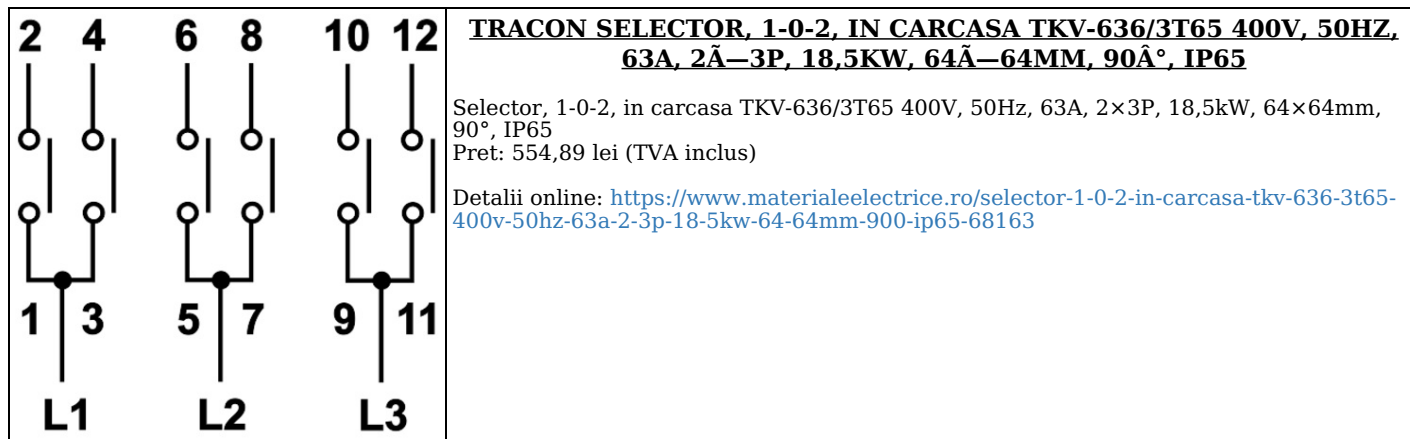 2 4 6 8 10 12
1 3 5 7 9 11
L1 L2 L3
TRACON SELECTOR, 1-0-2, IN CARCASA TKV-636/3T65 400V, 50HZ,
63A, 2Ã—3P, 18,5KW, 64Ã—64MM, 90Â°, IP65
Selector, 1-0-2, in carcasa TKV-636/3T65 400V, 50Hz, 63A, 2×3P, 18,5kW, 64×64mm,
90°, IP65
Pret: 554,89 lei (TVA inclus)
Detalii online: https://www.materialeelectrice.ro/selector-1-0-2-in-carcasa-tkv-636-3t65-
400v-50hz-63a-2-3p-18-5kw-64-64mm-900-ip65-68163